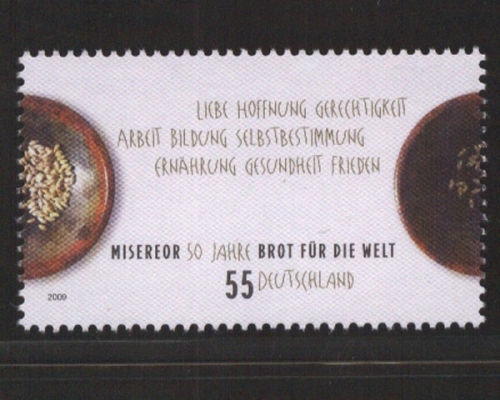 LIEBE HOFFNUNG GERECHTIGKEIT
ARBEIT BILDUNG SELBSTBESTIMMUNG
ERNÄHRUNG GESUNDHEIT FRIEDEN
MISEREOR 50 JAHRE BROT FÜR DIE WELT
55 DEUTSCHLAND
2009